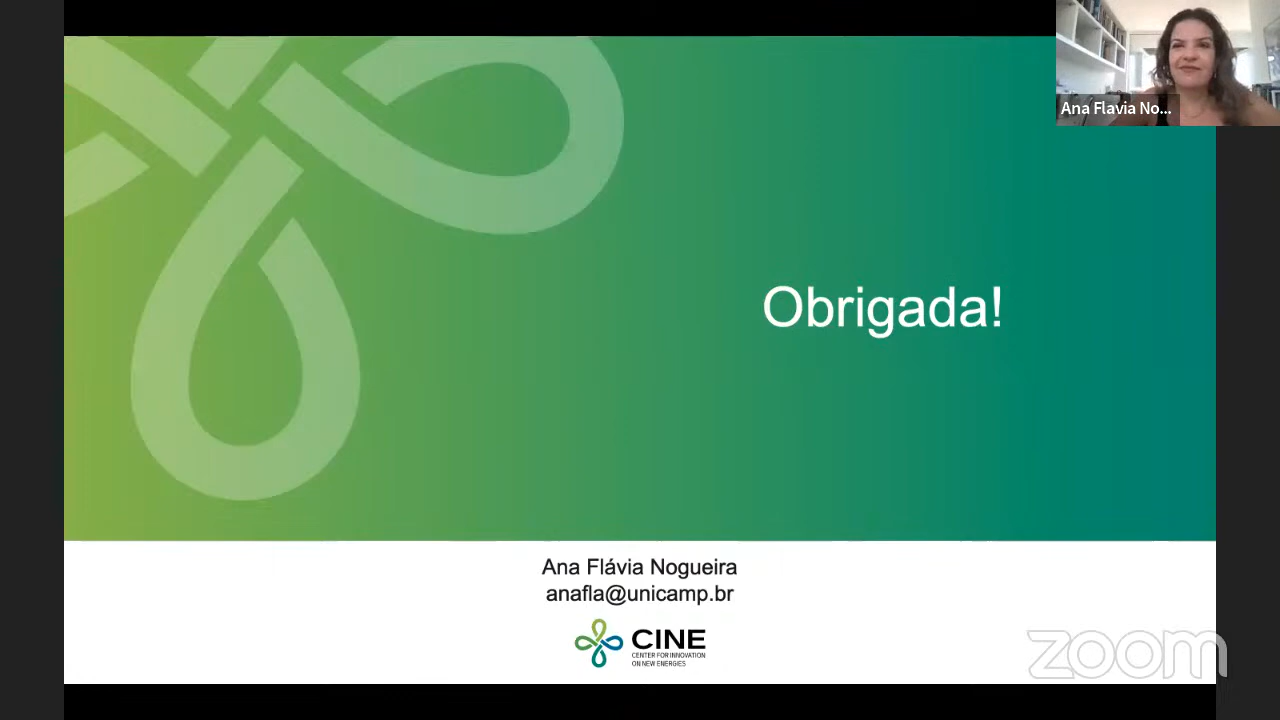 Ana Flavia No...
Obrigada!
Ana Flávia Nogueira
anafla@unicamp.br
CINE
CENTER FOR INNOVATION
ON NEW ENERGIES
zoom